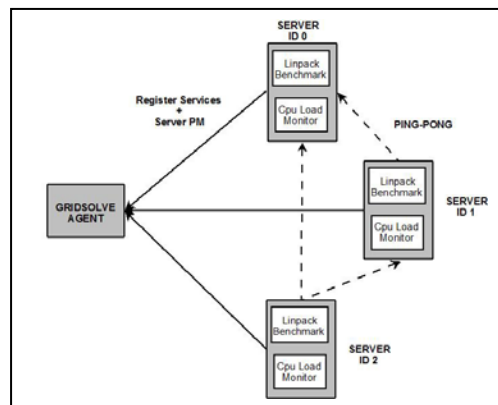 SERVER
ID 0
Linpack
Benchmark
Cpu Load
Monitor
Register Services
+
Server PM
PING-PONG
GRIDSOLVE
AGENT
Linpack
Benchmark
Cpu Load
Monitor
SERVER
ID 1
Linpack
Benchmark
Cpu Load
Monitor
SERVER
ID 2